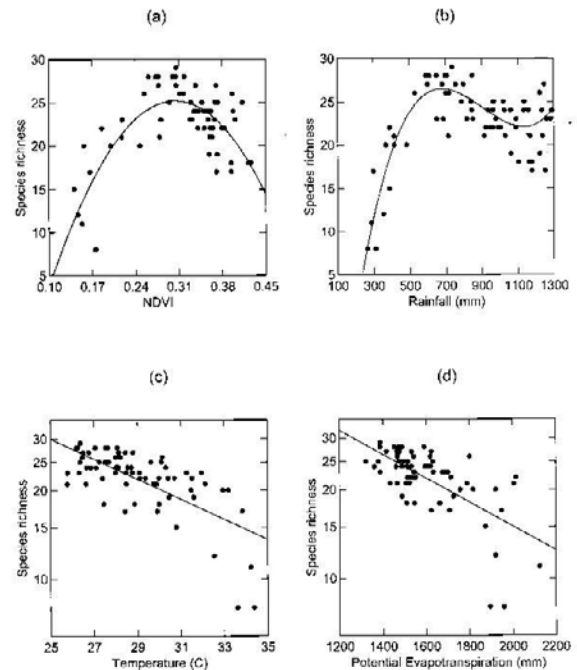 (a)
(b)
Species richness
30
25
20
15
10
5
0.10 0.17 0.24 0.31 0.38 0.45
NDVI
Species richness
30
25
20
15
10
5
100 300 500 700 900 1100 1300
Rainfall (mm)
(c)
(d)
Species richness
30
25
20
15
10
25 27 29 31 33 35
Temperature (C)
Species richness
30
25
20
15
10
1200 1400 1600 1800 2000 2200
Potential Evapotranspiration (mm)